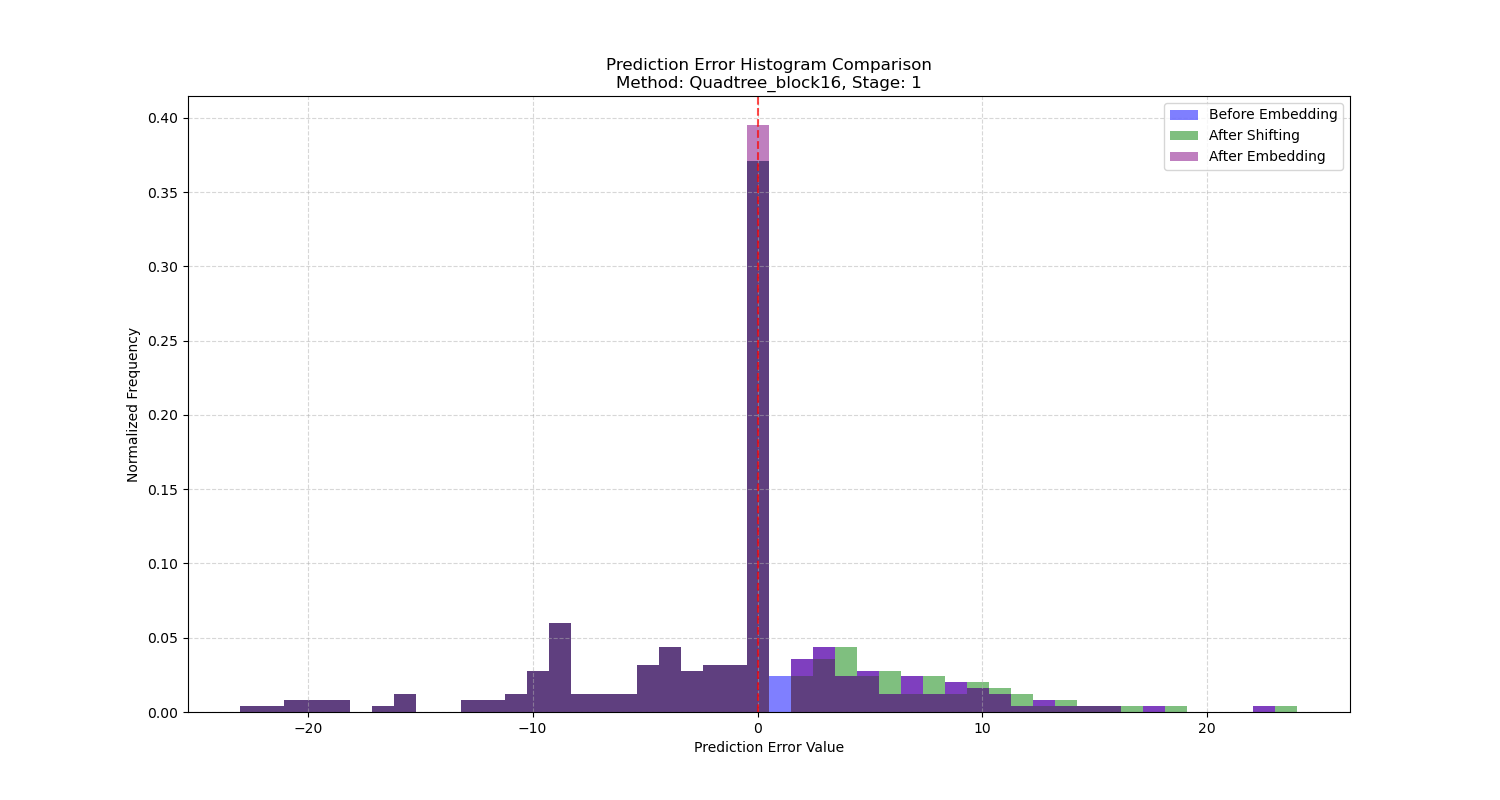 Prediction Error Histogram Comparison
Method: Quadtree_block16, Stage: 1
Before Embedding
After Shifting
After Embedding
Normalized Frequency
0.40
0.35
0.30
0.25
0.20
0.15
0.10
0.05
0.00
−20
−10
0
10
20
Prediction Error Value